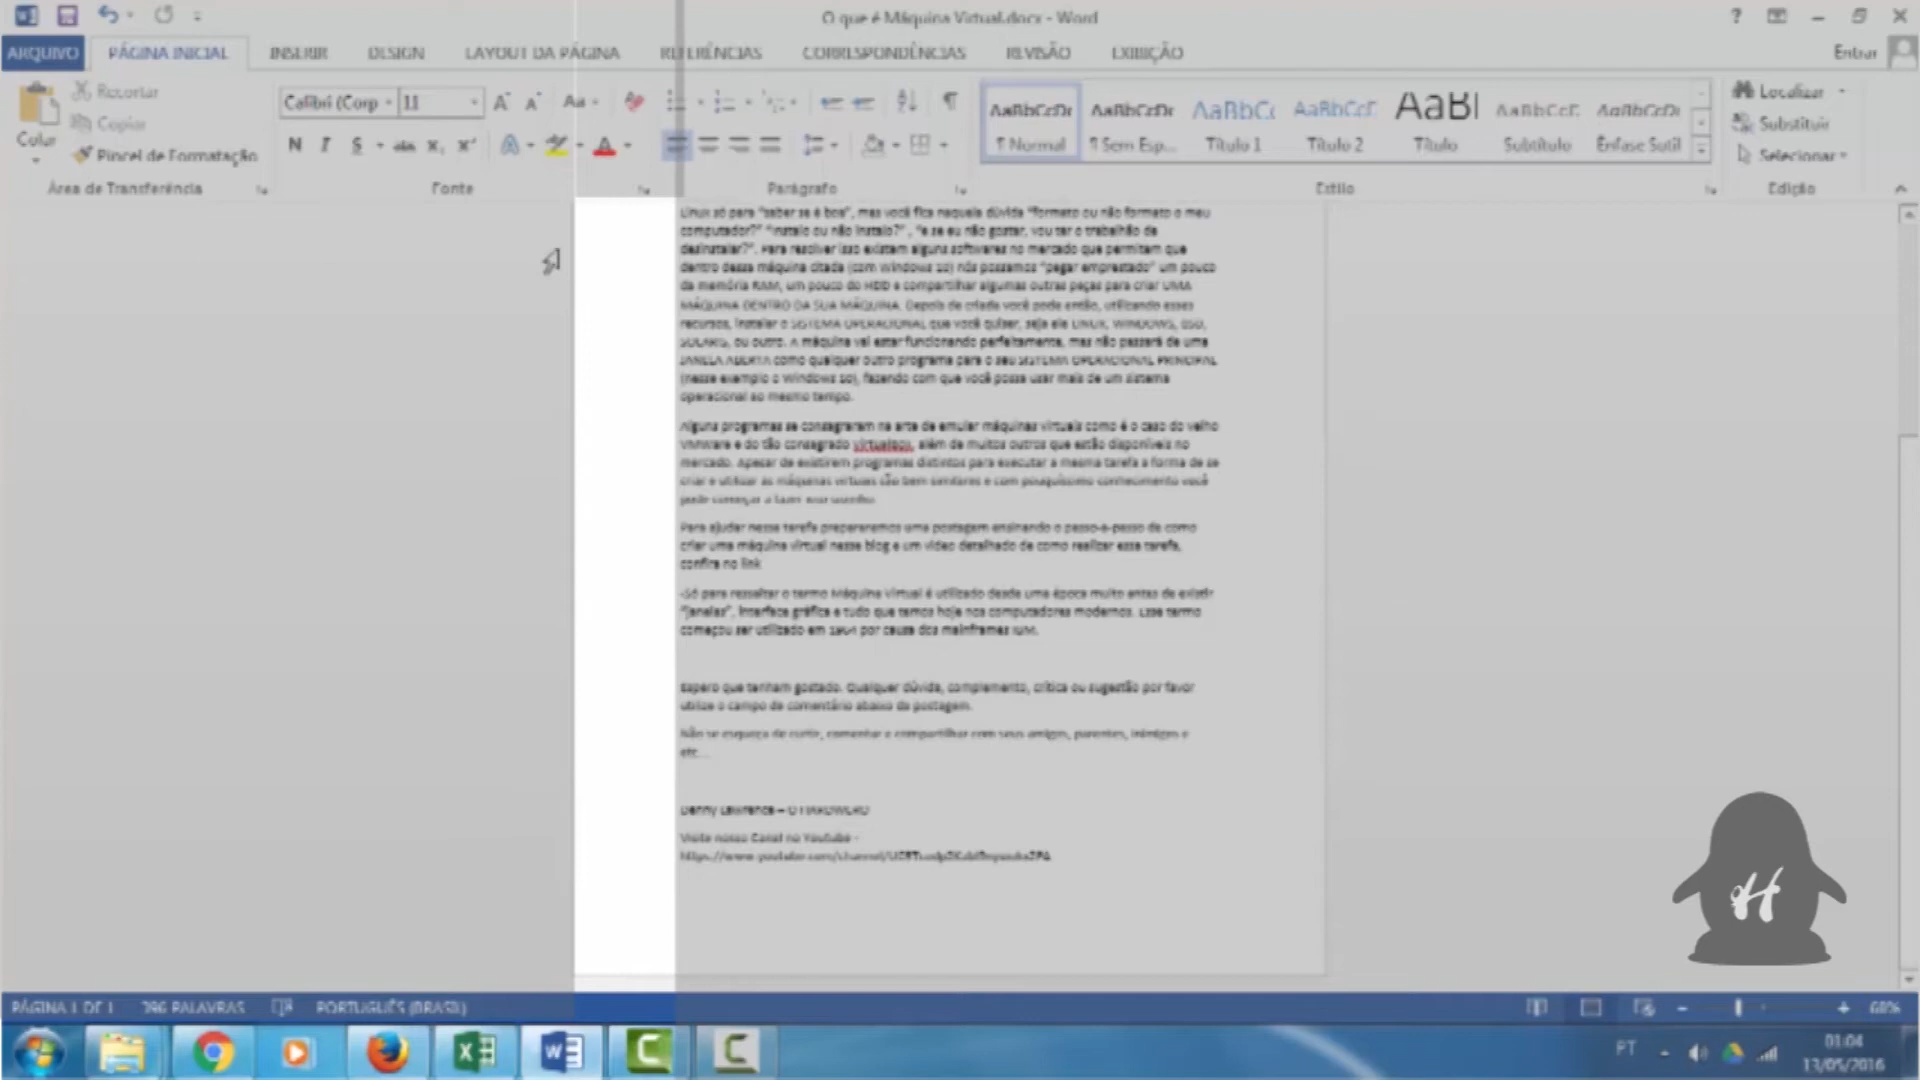 O que é Máquina Virtual.docx - Word
ARQUIVO PÁGINA INICIAL INSERIR DESIGN LAYOUT DA PÁGINA REFERÊNCIAS CORRESPONDÊNCIAS REVISÃO EXIBIÇÃO Entrar
Colar
Recortar
Copiar
Pincel de Formatação
Área de Transferência
Calibri (Corp 11
Fonte
Parágrafo
AaBbCcDc AaBbCcDc AaBbCc AaBbCcC AaBl AaBbCcC AaBbCcDc
¶ Normal ¶ Sem Esp... Título 1 Título 2 Título Subtítulo Ênfase Sutil
Estilo
Localizar
Substituir
Selecionar
Edição
Linux só para "saber se é boa", mas você fica naquela dúvida "formato ou não formato o meu
computador?" "Instalo ou não instalo?" , "e se eu não gostar, vou ter o trabalhão de
desinstalar?". Para resolver isso existem alguns softwares no mercado que permitem que
dentro dessa máquina citada (com Windows 10) nós possamos "pegar emprestado" um pouco
da memória RAM, um pouco do HDD e compartilhar algumas outras peças para criar UMA
MÁQUINA DENTRO DA SUA MÁQUINA. Depois de criada você pode então, utilizando esses
recursos, instalar o SISTEMA OPERACIONAL que você quiser, seja ele LINUX, WINDOWS,
SOLARIS, ou outro. A máquina vai estar funcionando perfeitamente, mas não passará de uma
JANELA ABERTA como qualquer outro programa para o seu SISTEMA OPERACIONAL PRINCIPAL
(nesse exemplo o Windows 10), fazendo com que você possa usar mais de um sistema
operacional ao mesmo tempo.
Alguns programas se consagraram na arte de emular máquinas virtuais como é o caso do velho
VMWare e do tão consagrado Virtualbox, além de muitos outros que estão disponíveis no
mercado. Apesar de existirem programas distintos para executar a mesma tarefa a forma de se
criar e utilizar as máquinas virtuais são bem similares e com pouquíssimo conhecimento você
pode começar a fazer isso sozinho.
Para ajudar nesse tarefa prepararemos uma postagem ensinando o passo-a-passo de como
criar uma máquina virtual nesse blog e um vídeo detalhado de como realizar essa tarefa,
confira no link
-Só para ressaltar o termo Máquina Virtual é utilizado desde uma época muito antes de existir
"janelas", interface gráfica e tudo que temos hoje nos computadores modernos. Esse termo
começou ser utilizado em 1964 por causa dos mainframes IBM.
Espero que tenham gostado. Qualquer dúvida, complemento, crítica ou sugestão por favor
utilize o campo de comentário abaixo da postagem.
Não se esqueça de curtir, comentar e compartilhar com seus amigos, parentes, inimigos e
etc...
Denny Lawrence – O HARDWERO
Visite nosso Canal no Youtube -
https://www.youtube.com/channel/
H
PÁGINA 1 DE 1 396 PALAVRAS PORTUGUÊS (BRASIL) 68%
PT 01:04
13/05/2016